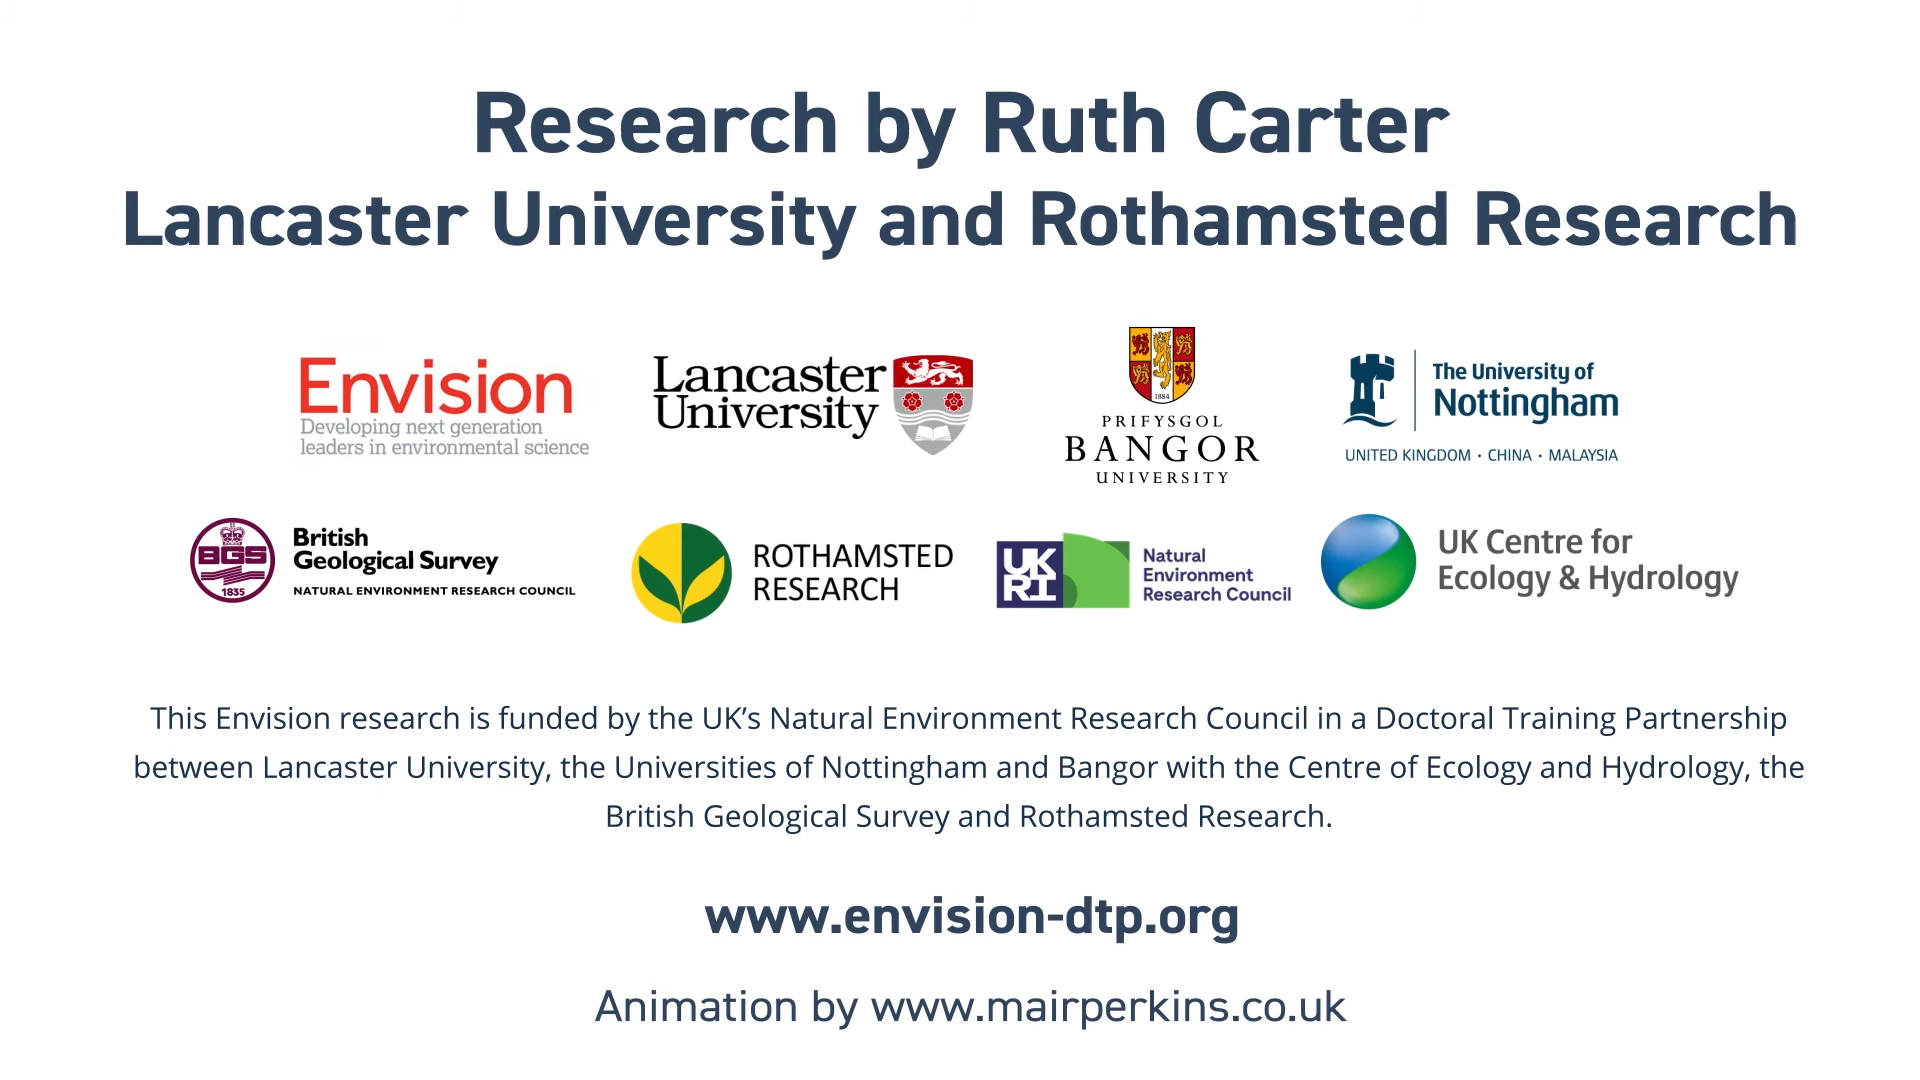 Research by Ruth Carter
Lancaster University and Rothamsted Research
Envision
Developing next generation
leaders in environmental science
Lancaster
University
1884
PRIFYSGOL
BANGOR
UNIVERSITY
The University of
Nottingham
UNITED KINGDOM · CHINA · MALAYSIA
BGS
1835
British
Geological Survey
NATURAL ENVIRONMENT RESEARCH COUNCIL
ROTHAMSTED
RESEARCH
UK
RI
Natural
Environment
Research Council
UK Centre for
Ecology & Hydrology
This Envision research is funded by the UK’s Natural Environment Research Council in a Doctoral Training Partnership
between Lancaster University, the Universities of Nottingham and Bangor with the Centre of Ecology and Hydrology, the
British Geological Survey and Rothamsted Research.
www.envision-dtp.org
Animation by www.mairperkins.co.uk